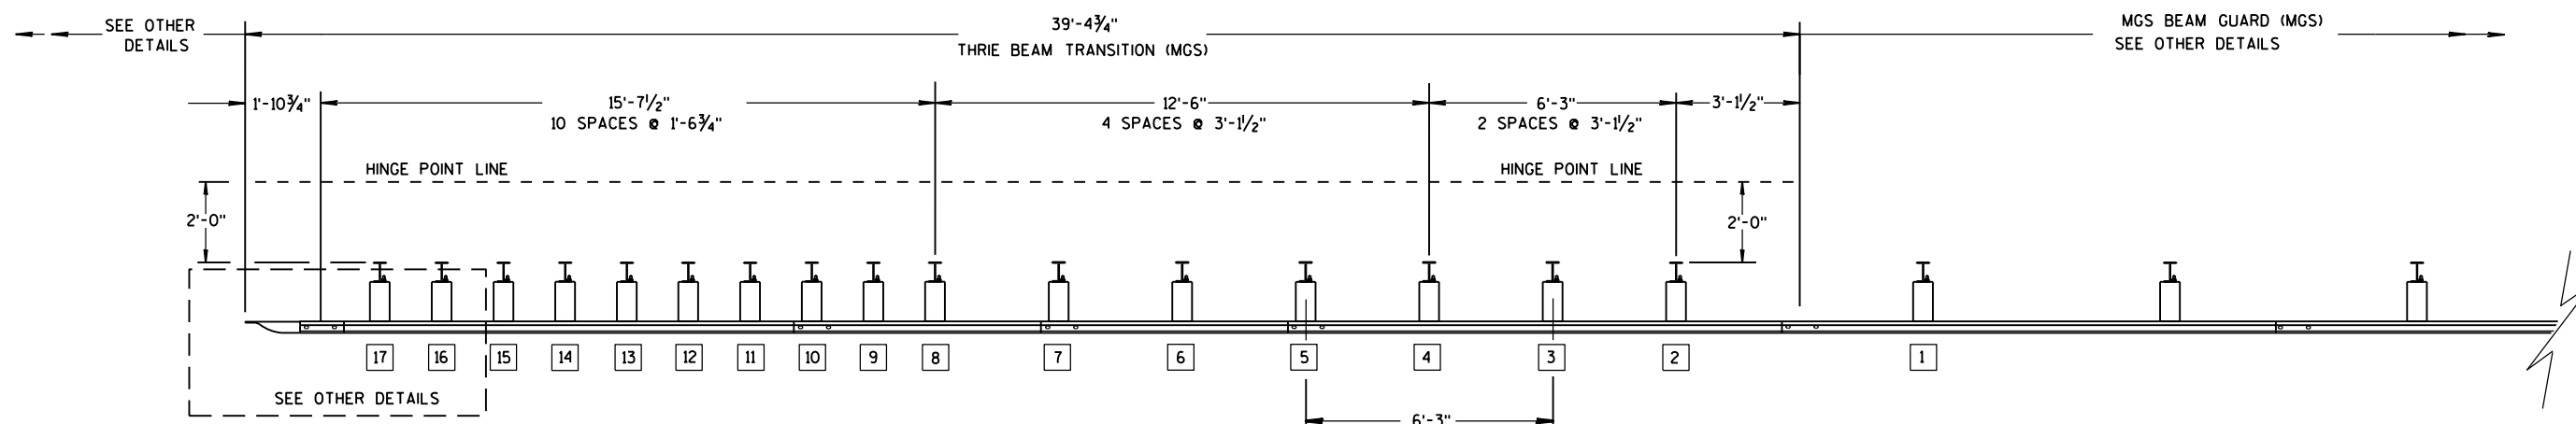 SEE OTHER
DETAILS
39'-4¾"
THRIE BEAM TRANSITION (MGS)
MGS BEAM GUARD (MGS)
SEE OTHER DETAILS
1'-10¾"
15'-7½"
10 SPACES @ 1'-6¾"
12'-6"
4 SPACES @ 3'-1½"
6'-3"
2 SPACES @ 3'-1½"
3'-1½"
HINGE POINT LINE
HINGE POINT LINE
2'-0"
2'-0"
17 16 15 14 13 12 11 10 9 8 7 6 5 4 3 2 1
SEE OTHER DETAILS
6'-3"